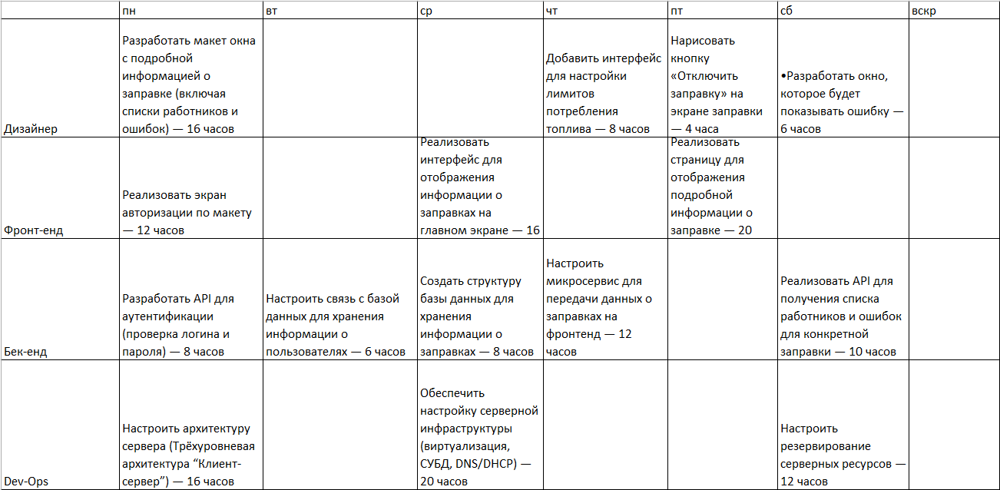 пн
вт
ср
чт
пт
сб
вскр
Дизайнер
Разработать макет окна
с подробной
информацией о
заправке (включая
списки работников и
ошибок) — 16 часов
Добавить интерфейс
для настройки
лимитов
потребления
топлива — 8 часов
Нарисовать
кнопку
«Отключить
заправку» на
экране заправки
— 4 часа
•Разработать окно,
которое будет
показывать ошибку —
6 часов
Фронт-енд
Реализовать экран
авторизации по макету
— 12 часов
Реализовать
интерфейс для
отображения
информации о
заправках на
главном экране — 16
Реализовать
страницу для
отображения
подробной
информации о
заправке — 20
Бек-енд
Разработать API для
аутентификации
(проверка логина и
пароля) — 8 часов
Настроить связь с базой
данных для хранения
информации о
пользователях — 6 часов
Создать структуру
базы данных для
хранения
информации о
заправках — 8 часов
Настроить
микросервис для
передачи данных о
заправках на
фронтенд — 12
часов
Реализовать API для
получения списка
работников и ошибок
для конкретной
заправки — 10 часов
Dev-Ops
Настроить архитектуру
сервера (Трёхуровневая
архитектура “Клиент-
сервер”) — 16 часов
Обеспечить
настройку серверной
инфраструктуры
(виртуализация,
СУБД, DNS/DHCP) —
20 часов
Настроить
резервирование
серверных ресурсов —
12 часов